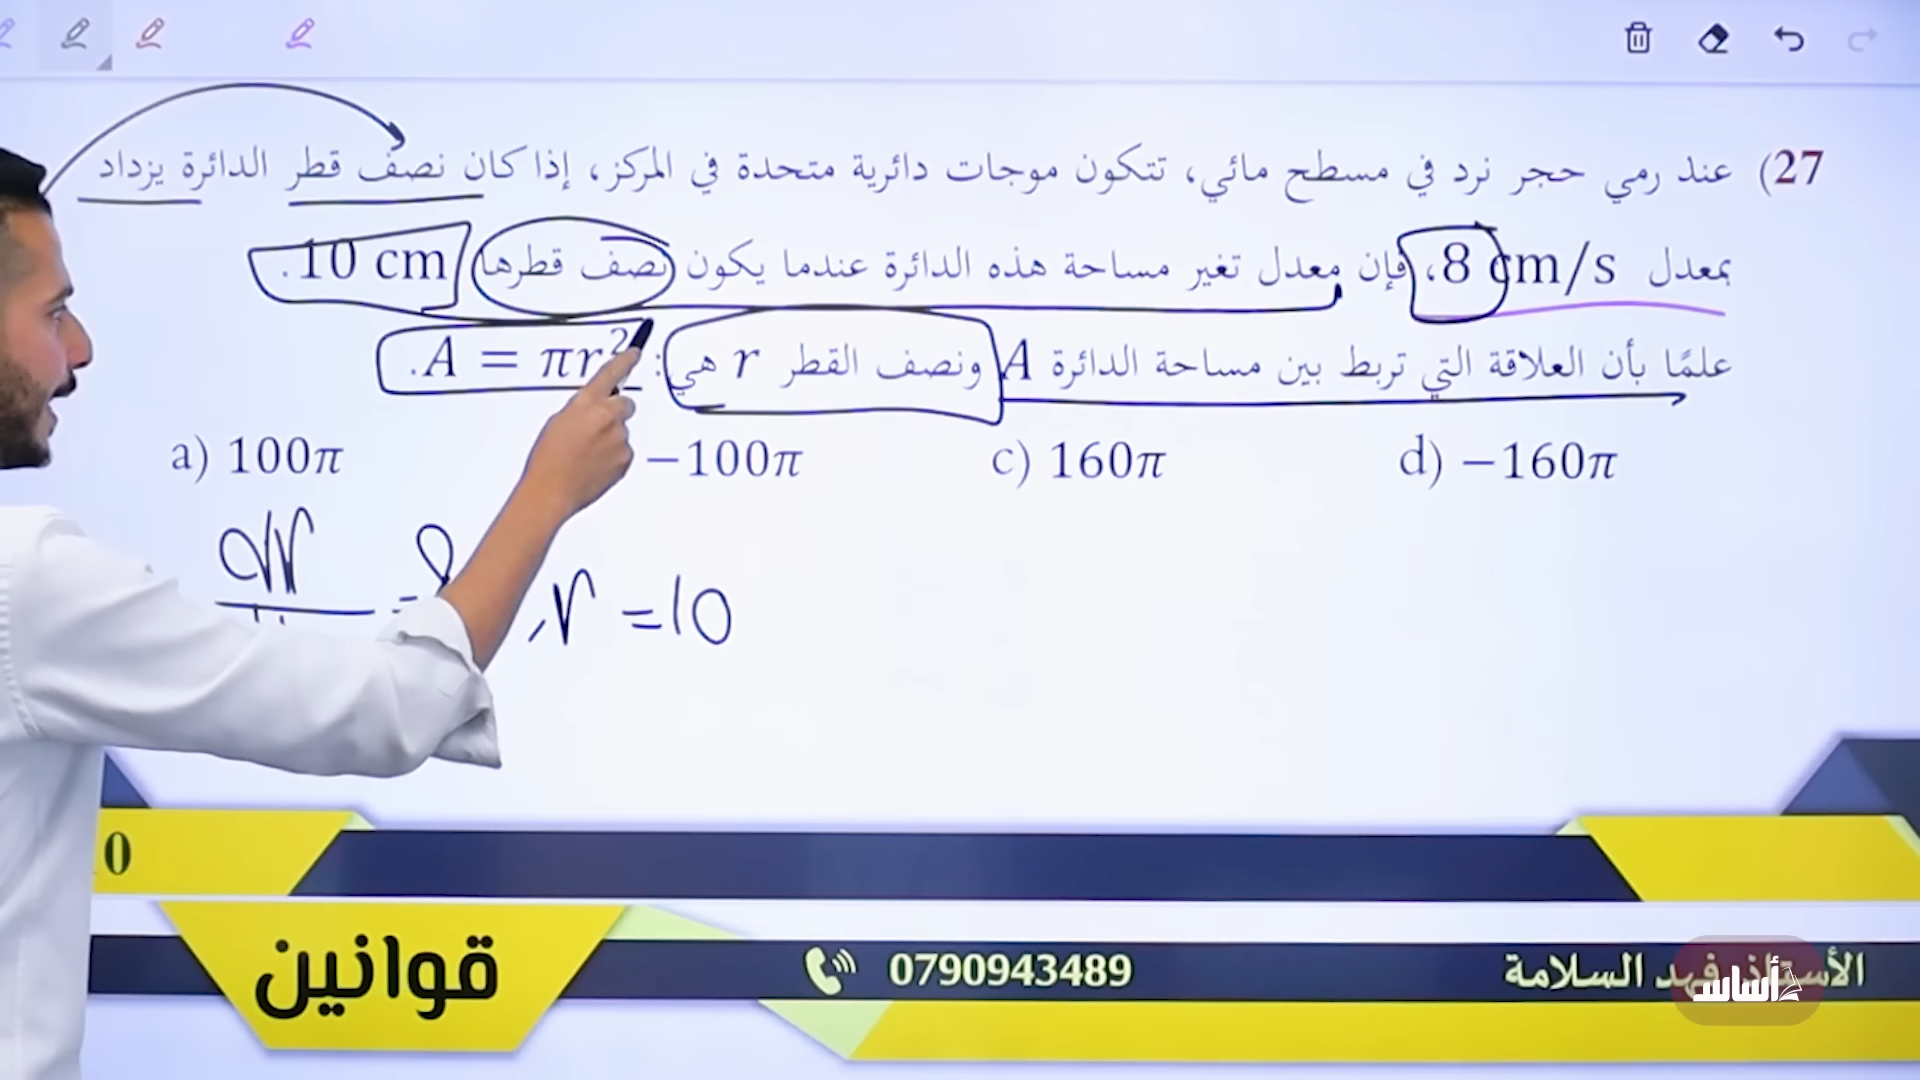 27) عند رمي حجر نرد في مسطح مائي، تتكون موجات دائرية متحدة في المركز، إذا كان نصف قطر الدائرة يزداد
بمعدل 8 cm/s، فإن معدل تغير مساحة هذه الدائرة عندما يكون نصف قطرها 10 cm.
علمًا بأن العلاقة التي تربط بين مساحة الدائرة A ونصف القطر r هي: A = πr².
a) 100π −100π c) 160π d) −160π
dr = 8 , r = 10
0
قوانين
0790943489
الأستاذ فهد السلامة
أساس